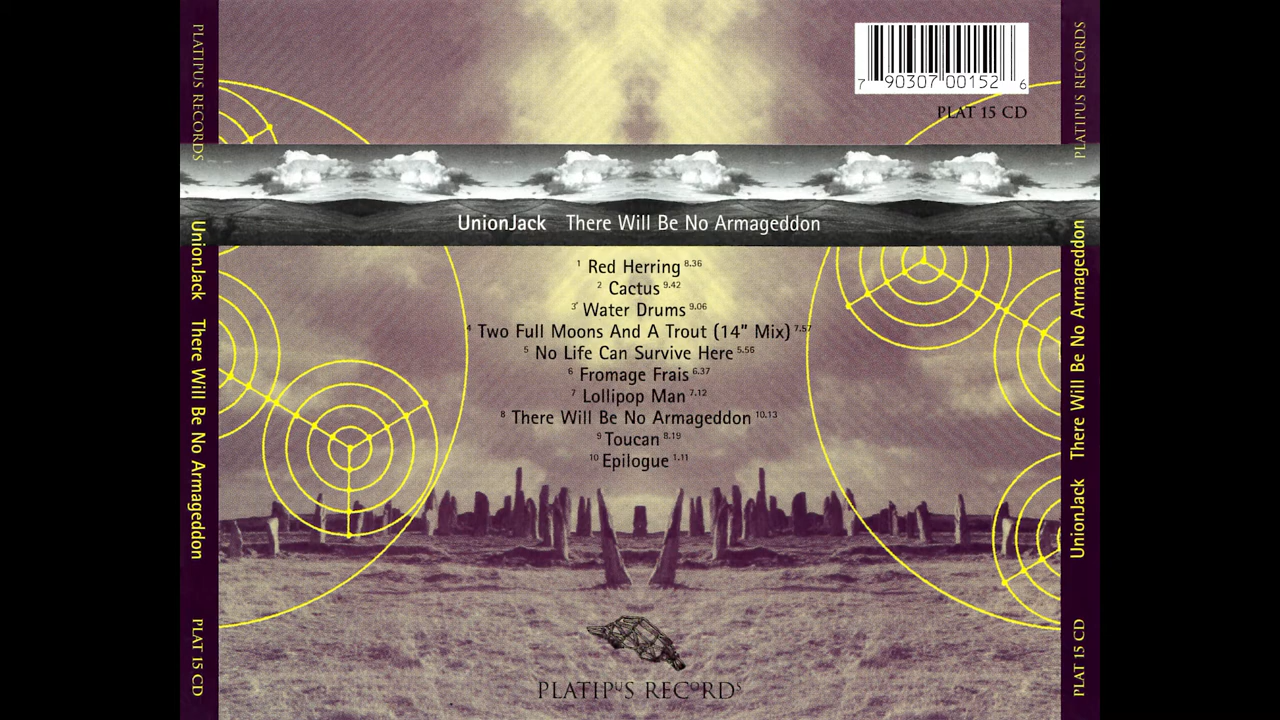 PLATIPUS RECORDS
UnionJack There Will Be No Armageddon
PLAT 15 CD
7 90307 00152 6
PLAT 15 CD
UnionJack There Will Be No Armageddon
1 Red Herring 8.36
2 Cactus 9.42
3 Water Drums 9.06
4 Two Full Moons And A Trout (14" Mix) 7.57
5 No Life Can Survive Here 5.56
6 Fromage Frais 6.37
7 Lollipop Man 7.12
8 There Will Be No Armageddon 10.13
9 Toucan 8.19
10 Epilogue 1.11
PLATIPUS RECORDS
PLATIPUS RECORDS
UnionJack There Will Be No Armageddon
PLAT 15 CD